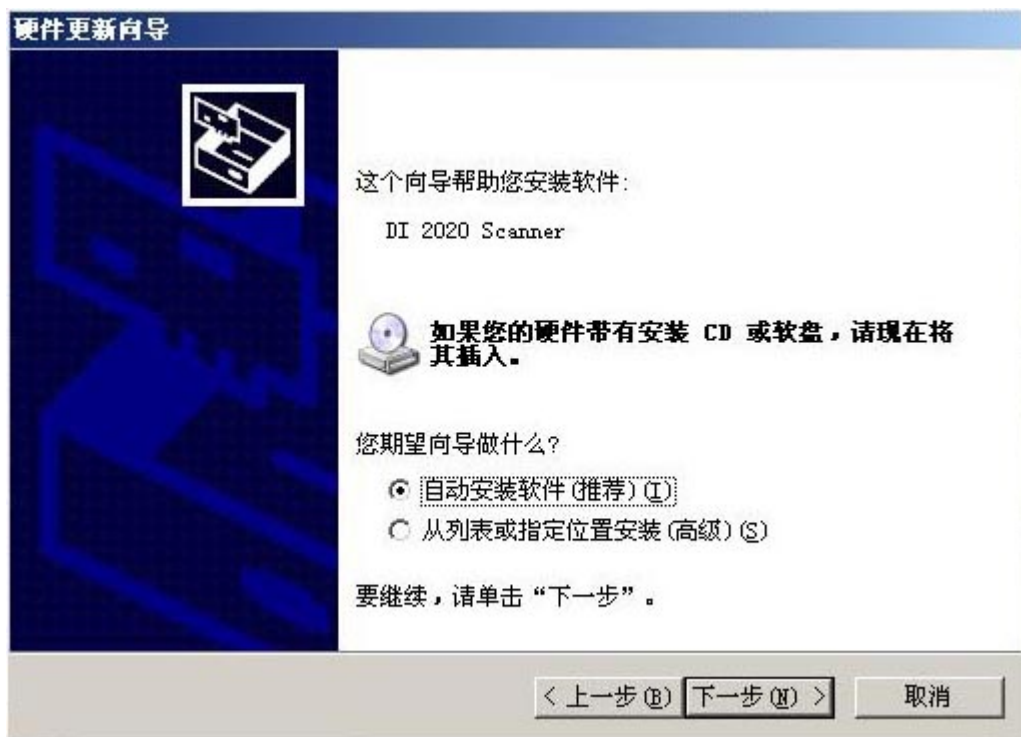 硬件更新向导
这个向导帮助您安装软件:
DI 2020 Scanner
如果您的硬件带有安装 CD 或软盘，请现在将
其插入。
您期望向导做什么?
自动安装软件(推荐)(I)
从列表或指定位置安装(高级)(S)
要继续，请单击“下一步”。
< 上一步(B) 下一步(N) > 取消